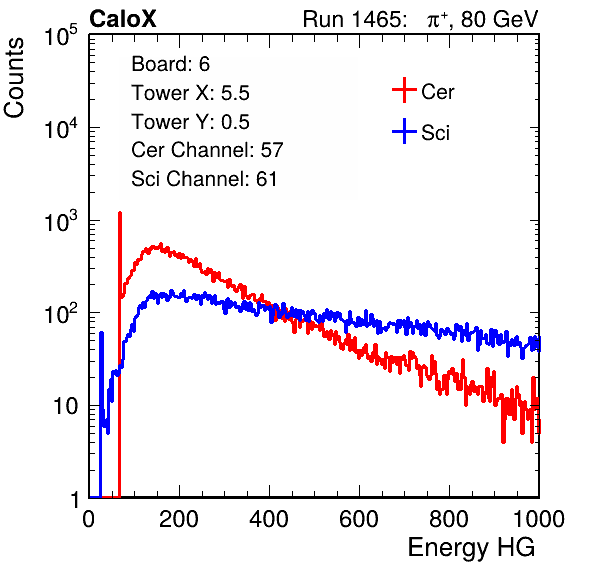 CaloX Run 1465: π⁺, 80 GeV
Counts
10⁵
10⁴
10³
10²
10
1
Board: 6
Tower X: 5.5
Tower Y: 0.5
Cer Channel: 57
Sci Channel: 61
Cer
Sci
0 200 400 600 800 1000
Energy HG